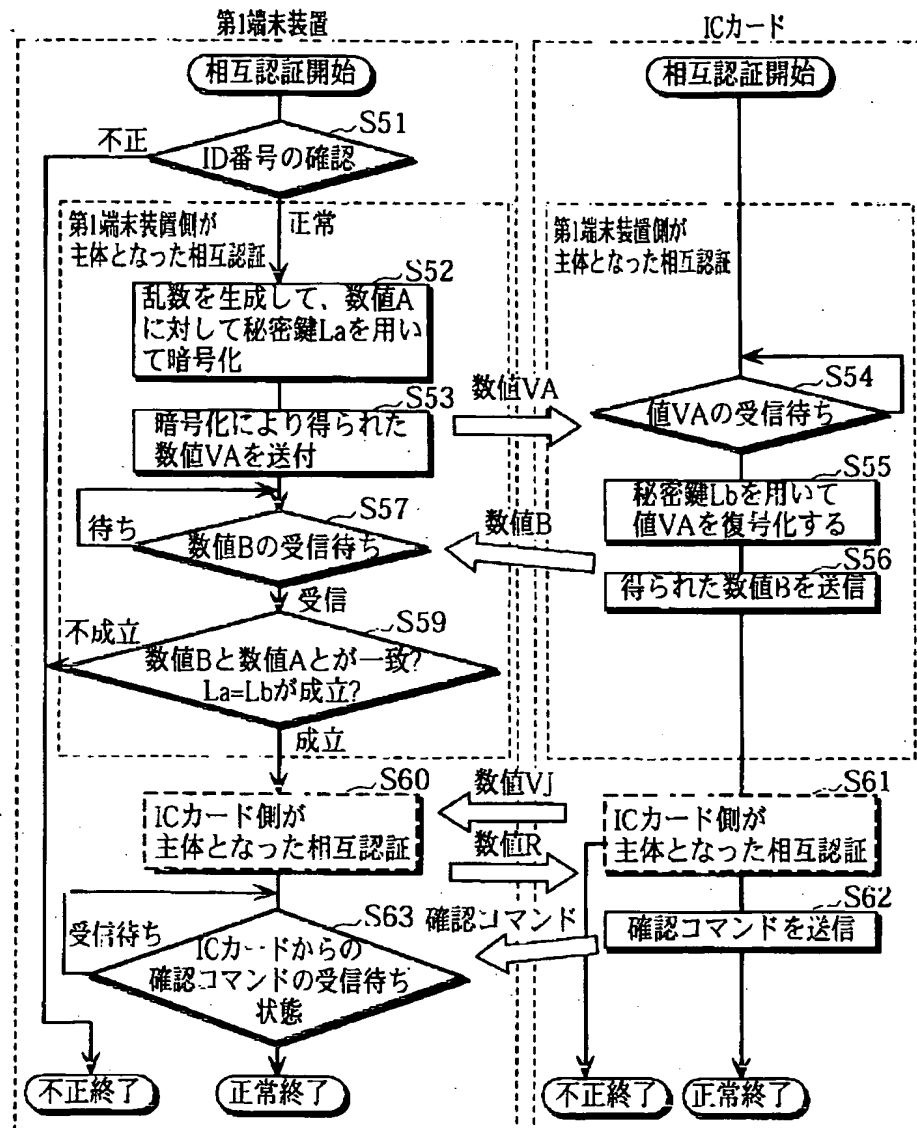 第1端末装置
ICカード
相互認証開始
相互認証開始
S51
不正
ID番号の確認
第1端末装置側が
主体となった相互認証
正常
第1端末装置側が
主体となった相互認証
S52
乱数を生成して、数値A
に対して秘密鍵Laを用い
て暗号化
S53
暗号化により得られた
数値VAを送付
数値VA
S54
値VAの受信待ち
S55
秘密鍵Lbを用いて
値VAを復号化する
S57
待ち
数値Bの受信待ち
数値B
S56
得られた数値Bを送信
受信
S59
不成立
数値Bと数値Aとが一致?
La=Lbが成立?
成立
S60
ICカード側が
主体となった相互認証
数値VJ
数値R
S61
ICカード側が
主体となった相互認証
S62
確認コマンドを送信
S63
確認コマンド
受信待ち
ICカードからの
確認コマンドの受信待ち
状態
不正終了
正常終了
不正終了
正常終了